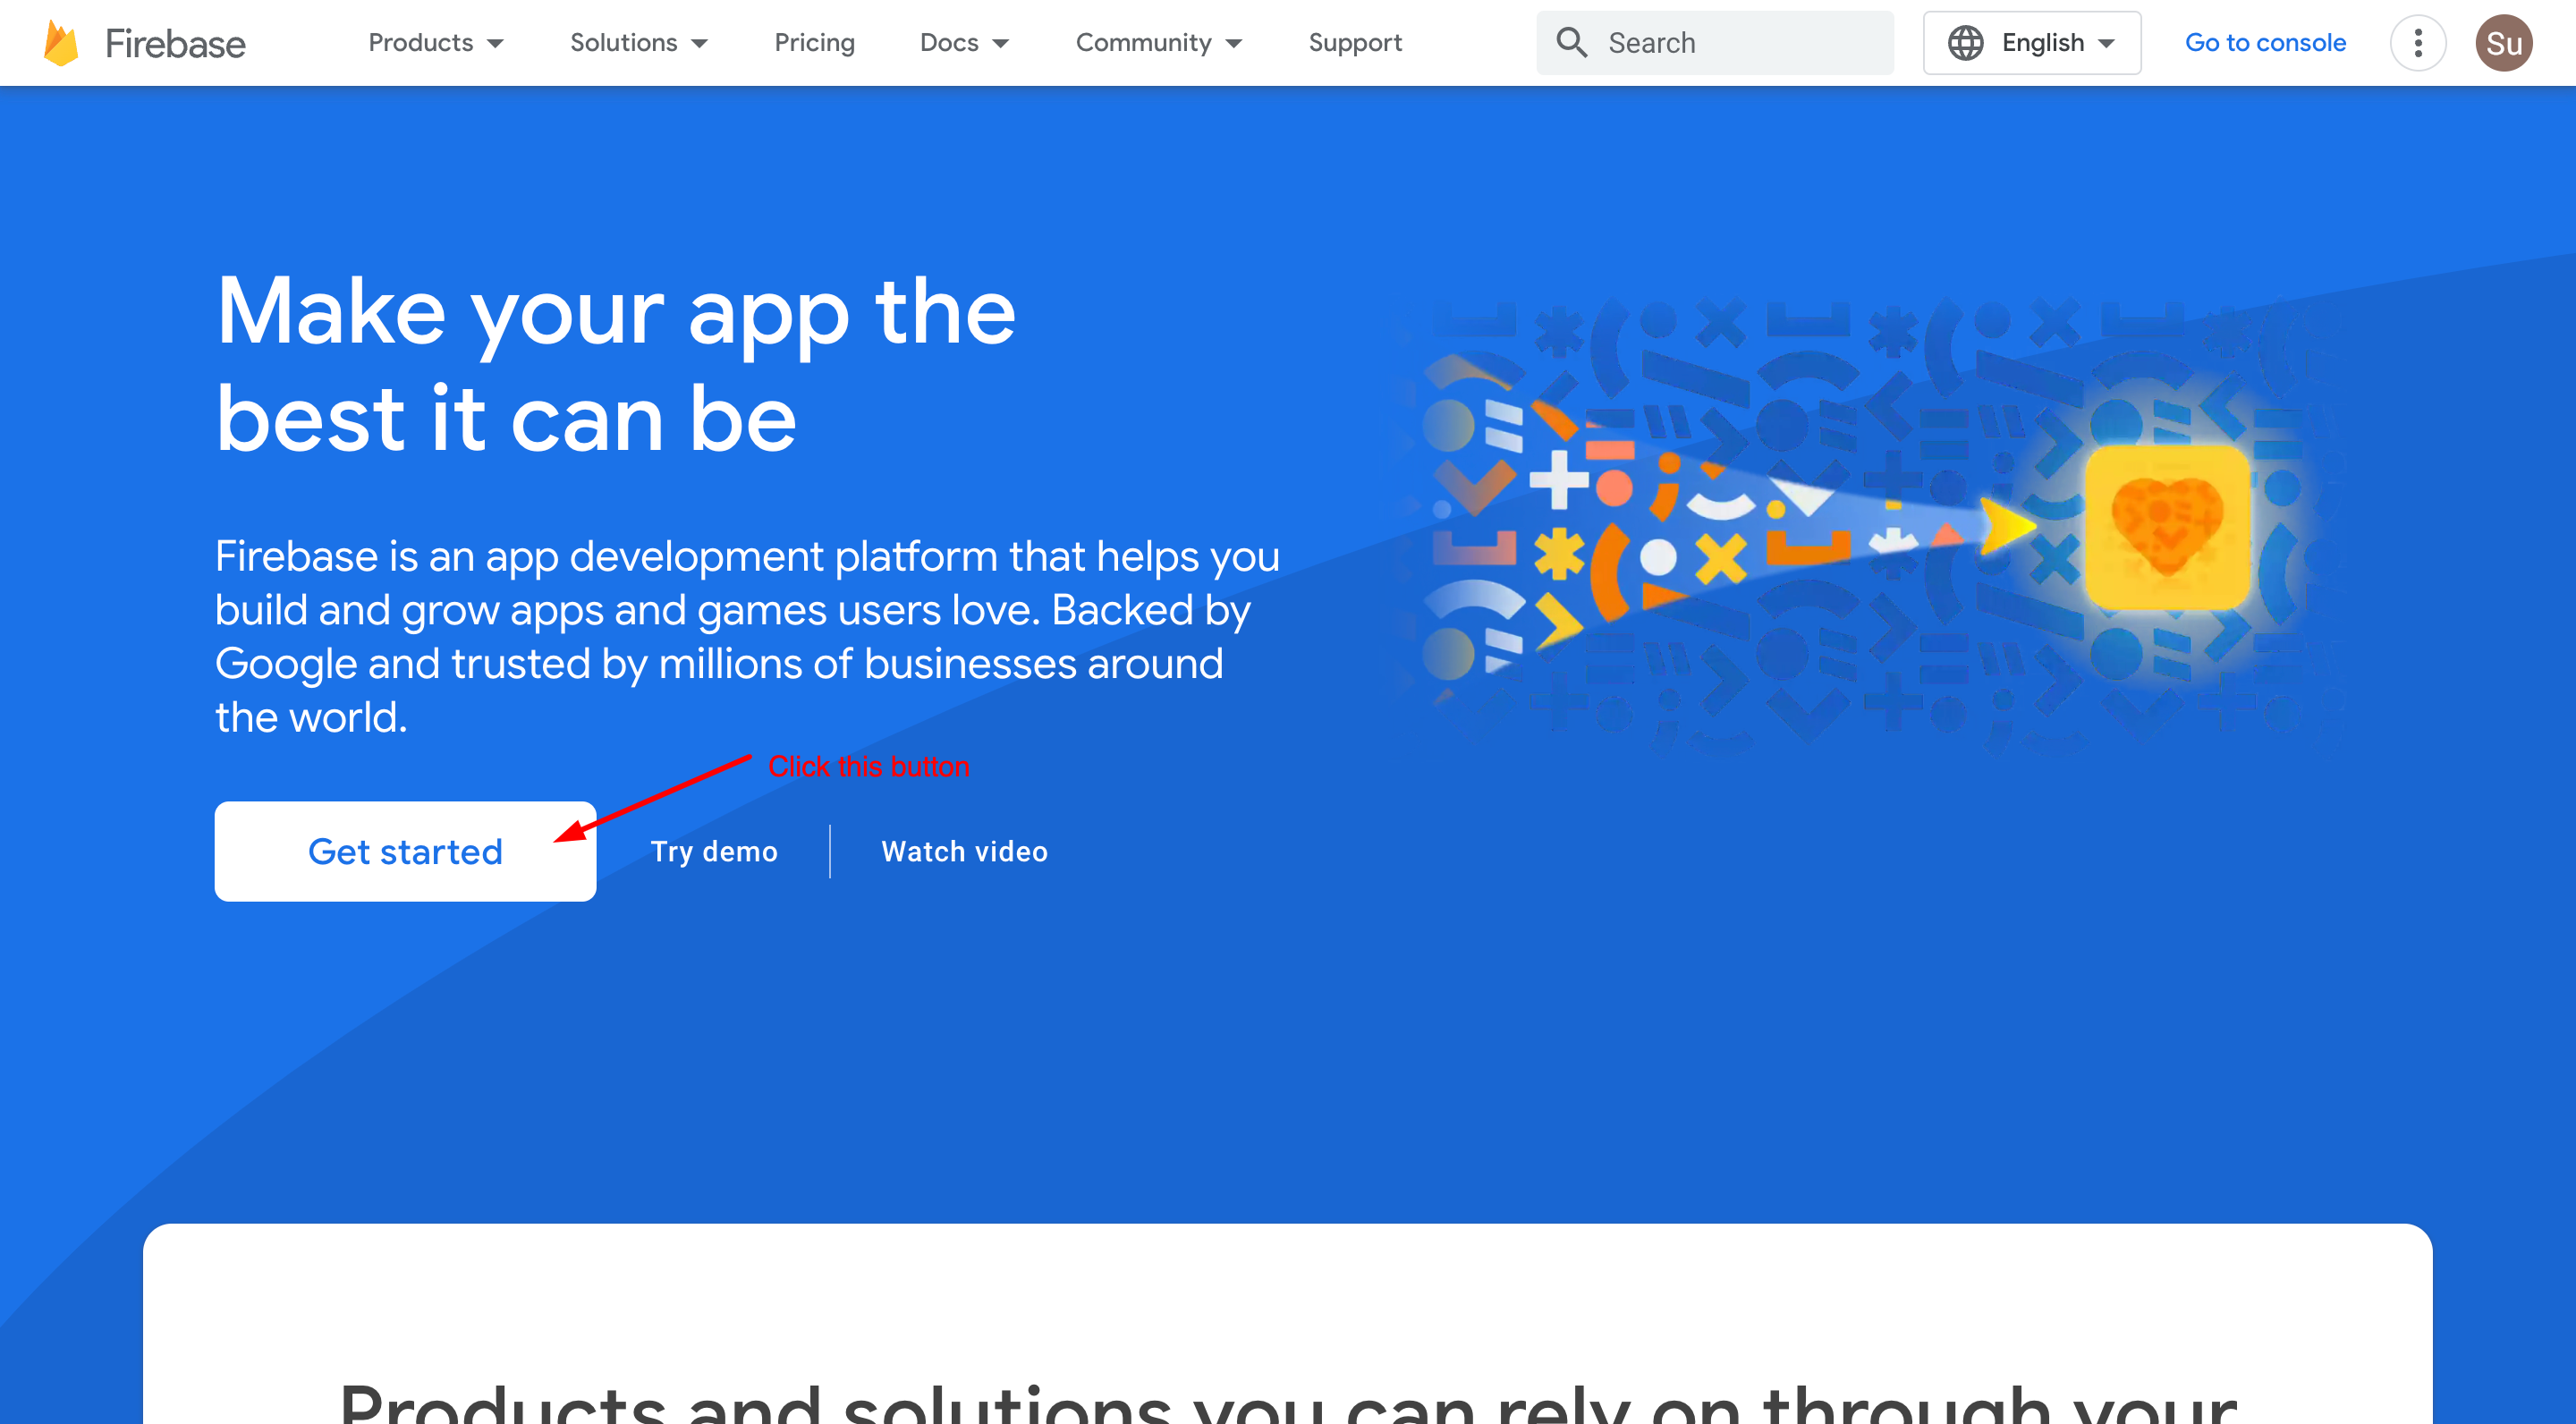 Firebase
Products
Solutions
Pricing
Docs
Community
Support
Search
English
Go to console
Su
Make your app the
best it can be
Firebase is an app development platform that helps you
build and grow apps and games users love. Backed by
Google and trusted by millions of businesses around
the world.
Click this button
Get started
Try demo
Watch video
Products and solutions you can rely on through your